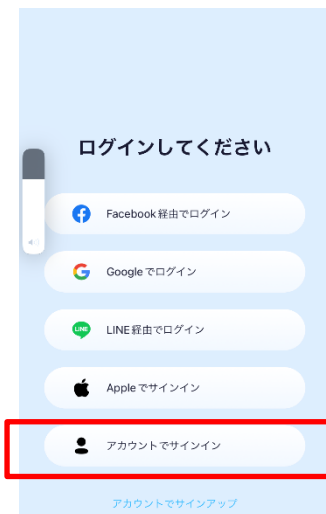 ログインしてください
Facebook経由でログイン
Googleでログイン
LINE
LINE経由でログイン
Appleでサインイン
アカウントでサインイン
アカウントでサインアップ